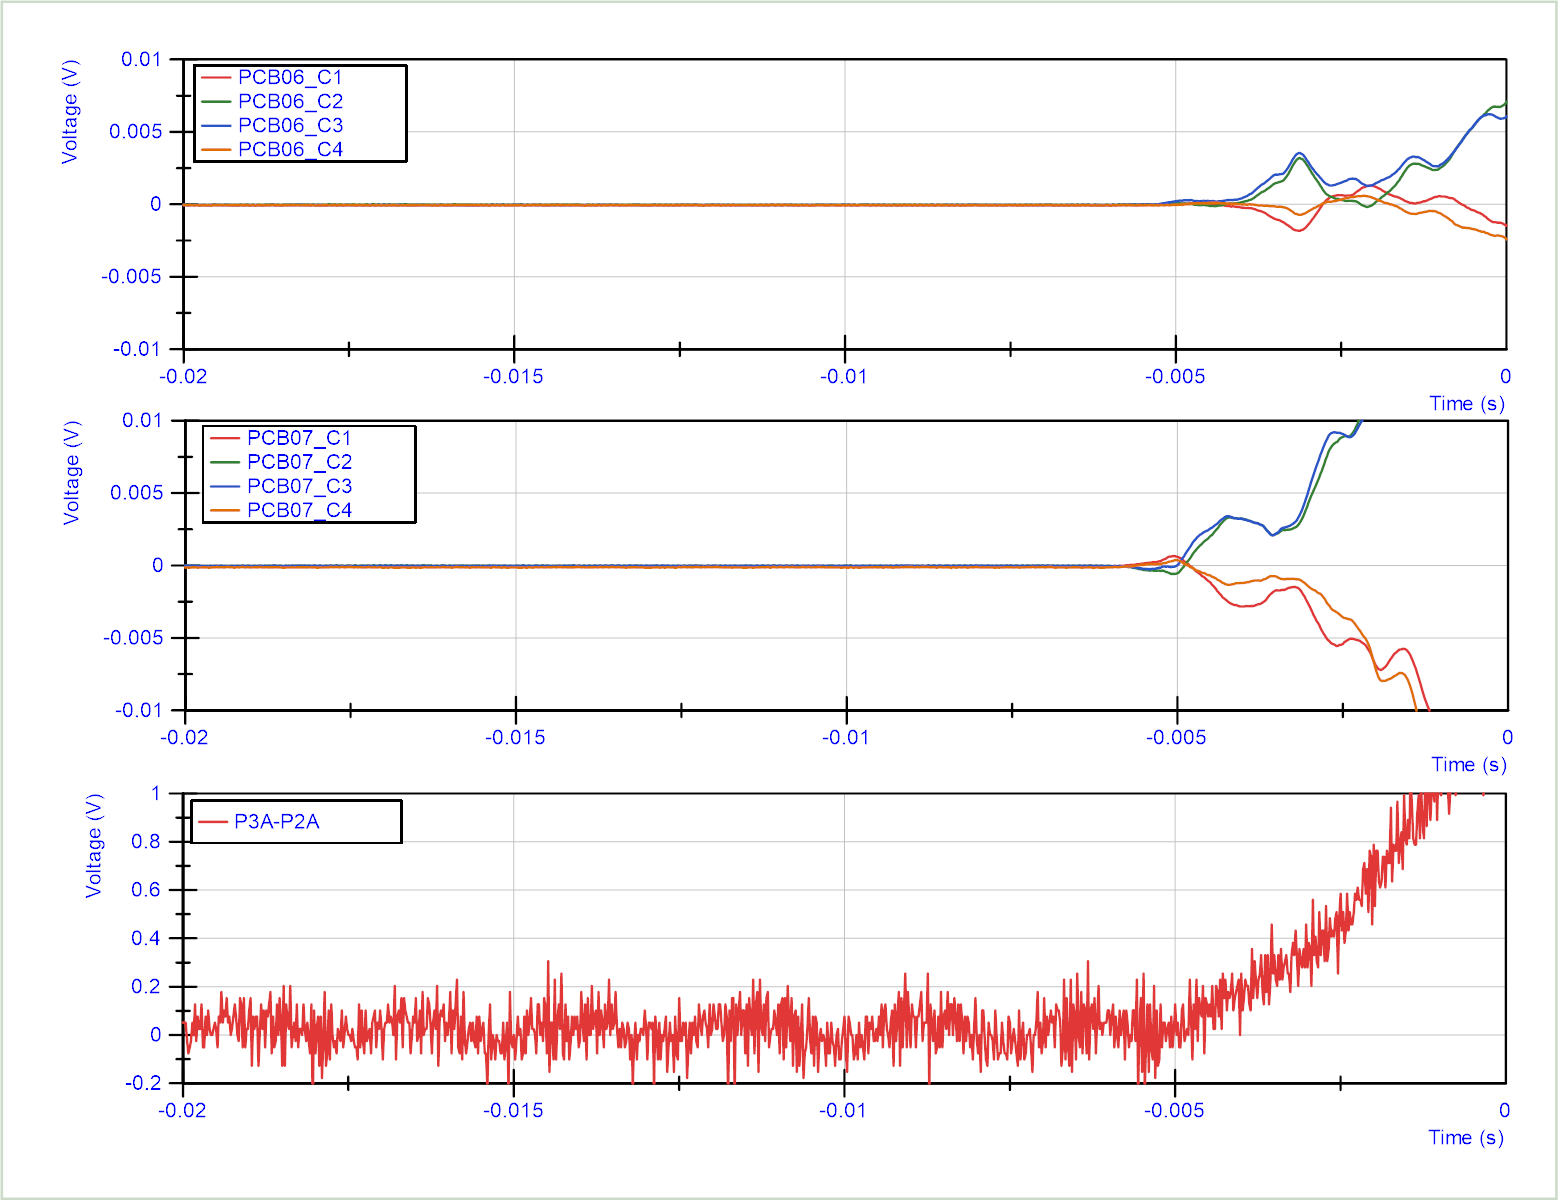 0.01
0.005
0
-0.005
-0.01
Voltage (V)
PCB06_C1
PCB06_C2
PCB06_C3
PCB06_C4
-0.02 -0.015 -0.01 -0.005 0
Time (s)
0.01
0.005
0
-0.005
-0.01
Voltage (V)
PCB07_C1
PCB07_C2
PCB07_C3
PCB07_C4
-0.02 -0.015 -0.01 -0.005 0
Time (s)
1
0.8
0.6
0.4
0.2
0
-0.2
Voltage (V)
P3A-P2A
-0.02 -0.015 -0.01 -0.005 0
Time (s)